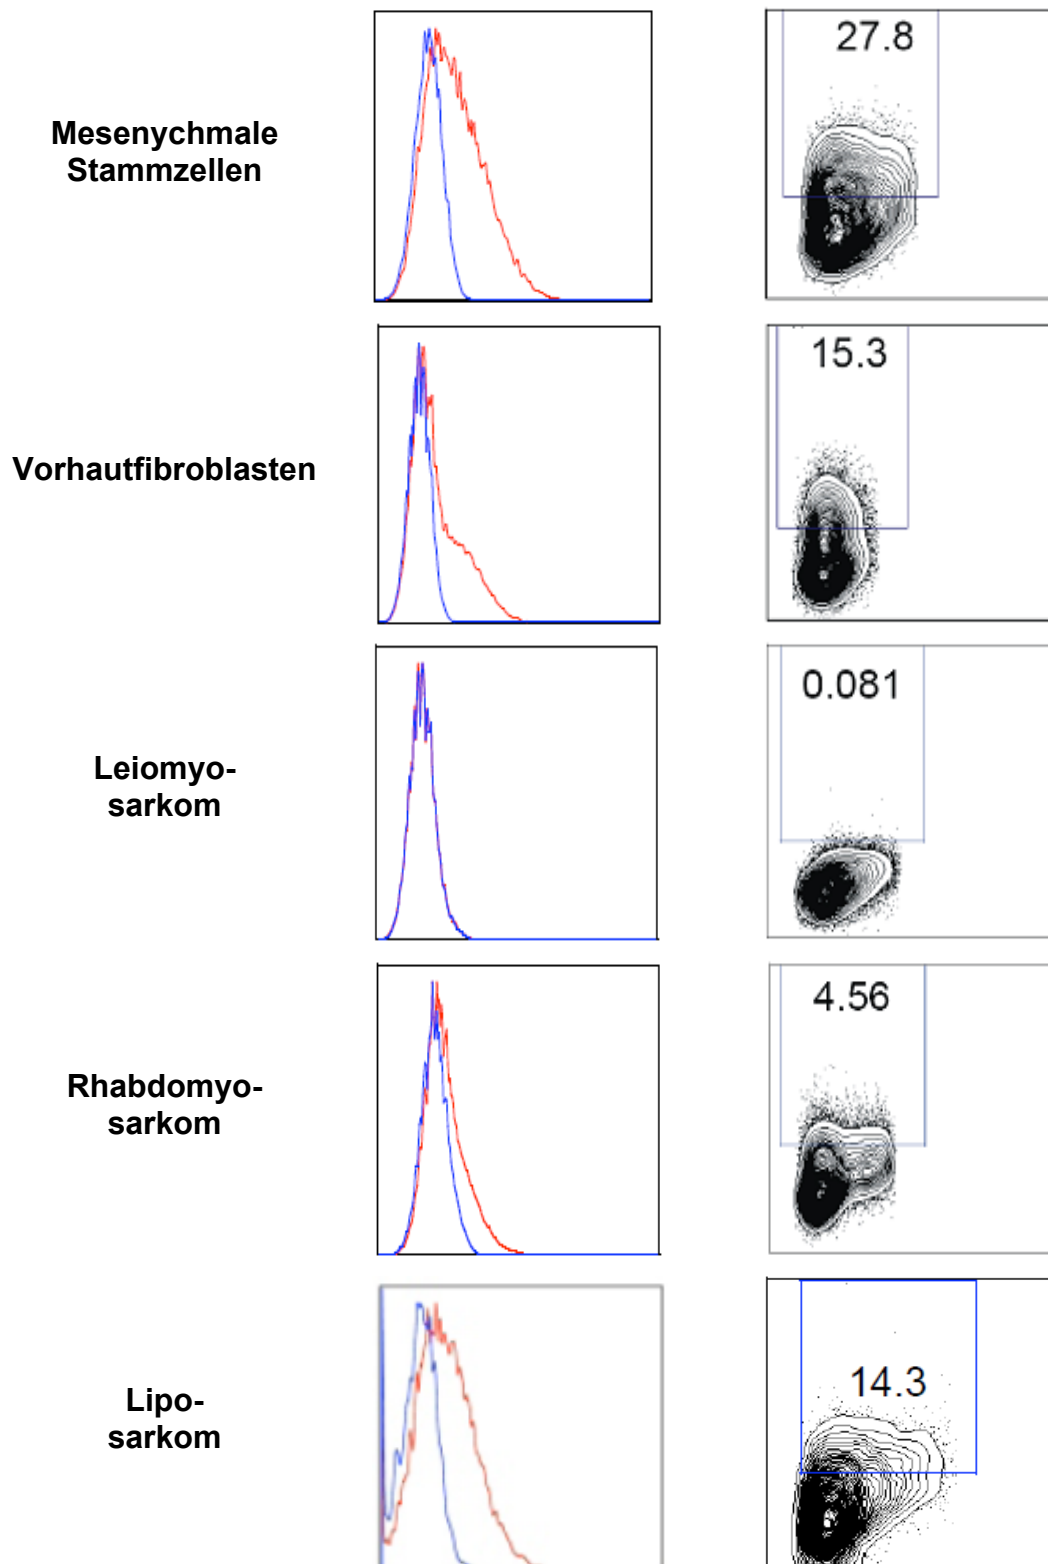 27.8
Mesenychmale
Stammzellen
15.3
Vorhautfibroblasten
0.081
Leiomyo-
sarkom
4.56
Rhabdomyo-
sarkom
14.3
Lipo-
sarkom